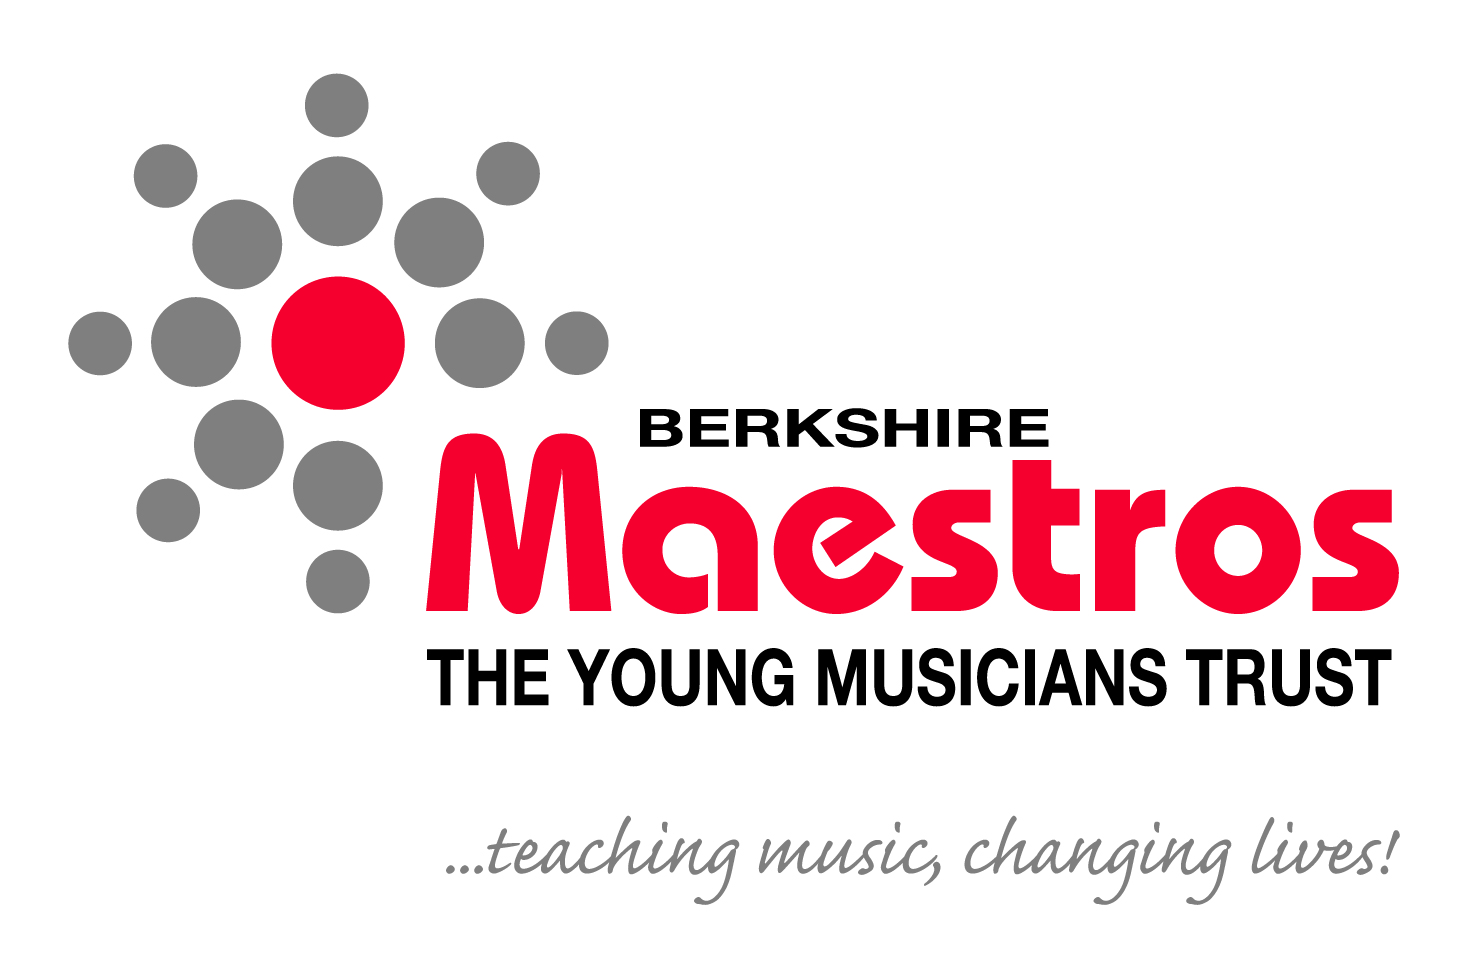 BERKSHIRE
Maestros
THE YOUNG MUSICIANS TRUST
...teaching music, changing lives!